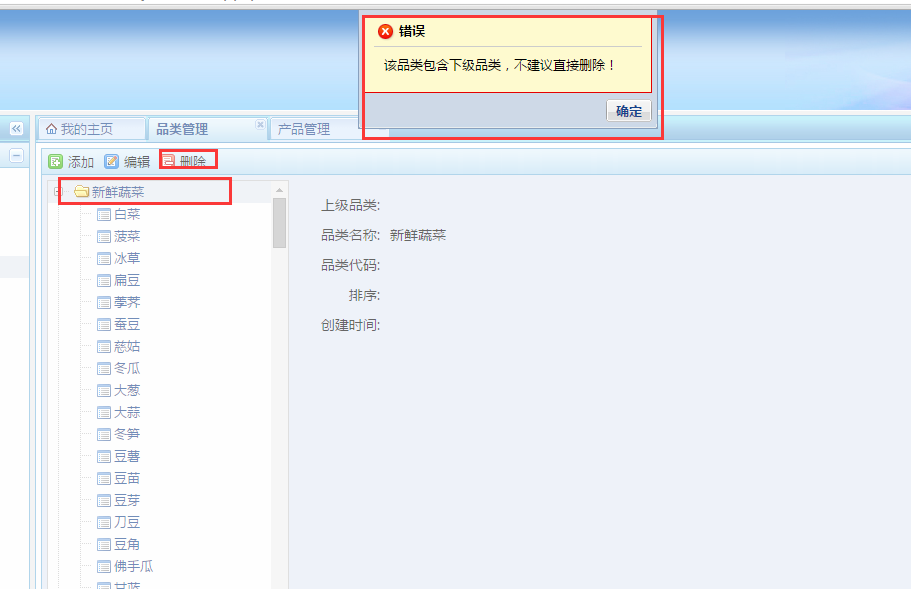 错误
该品类包含下级品类，不建议直接删除！
确定
我的主页 品类管理 产品管理
添加 编辑 删除
新鲜蔬菜
白菜
菠菜
冰草
扁豆
荸荠
蚕豆
慈姑
冬瓜
大葱
大蒜
冬笋
豆薯
豆苗
豆芽
刀豆
豆角
佛手瓜
甘蓝
上级品类:
品类名称: 新鲜蔬菜
品类代码:
排序:
创建时间: